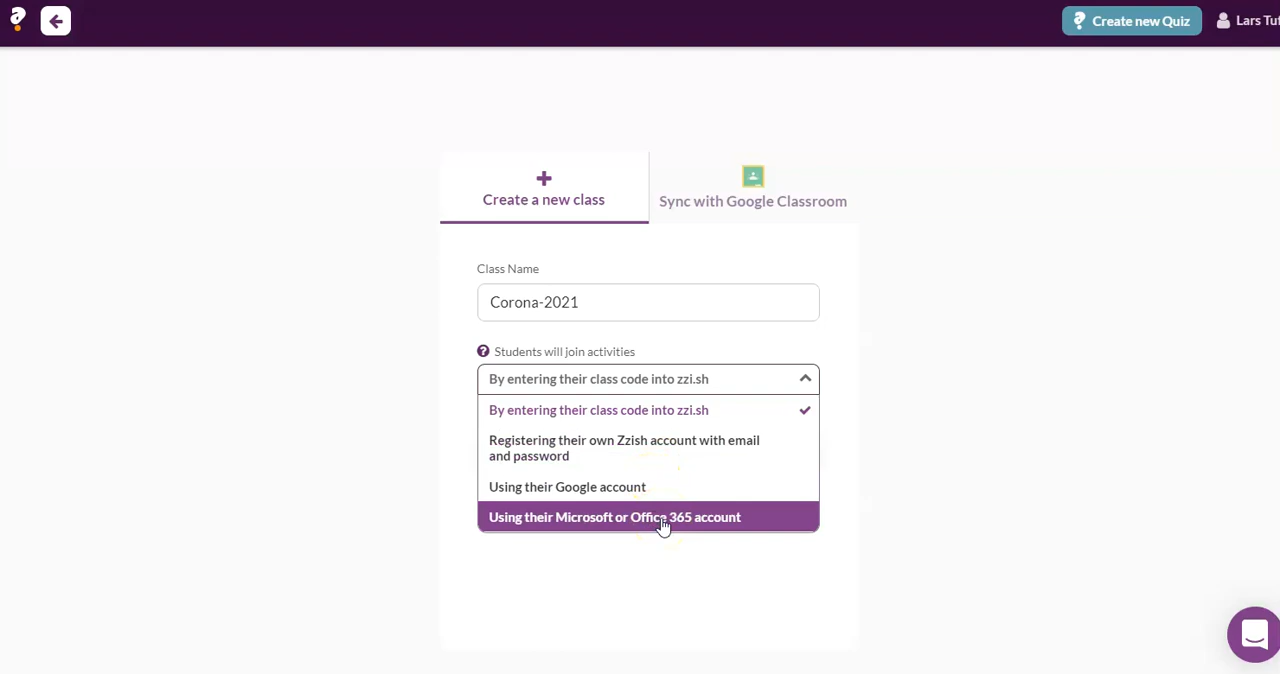 Create new Quiz
Lars Tuf
Create a new class
Sync with Google Classroom
Class Name
Corona-2021
Students will join activities
By entering their class code into zzi.sh
By entering their class code into zzi.sh
Registering their own Zzish account with email
and password
Using their Google account
Using their Microsoft or Office 365 account